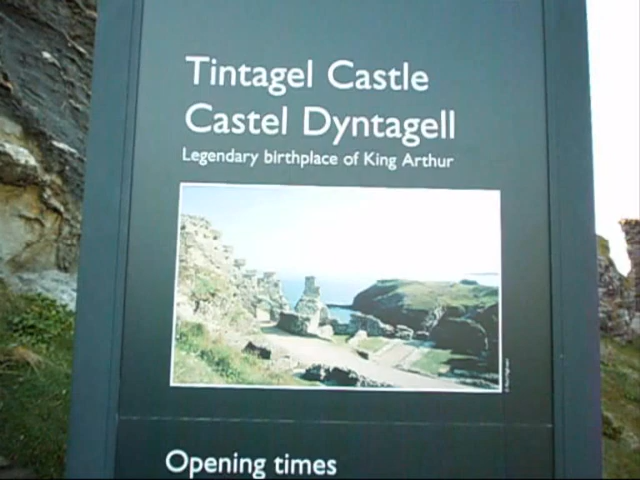 Tintagel Castle
Castel Dyntagell
Legendary birthplace of King Arthur
Opening times